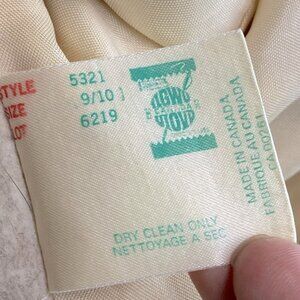 STYLE 5321
SIZE 9/10
LOT 6219
MADE IN CANADA
FABRIQUE AU CANADA
DRY CLEAN ONLY
NETTOYAGE A SEC